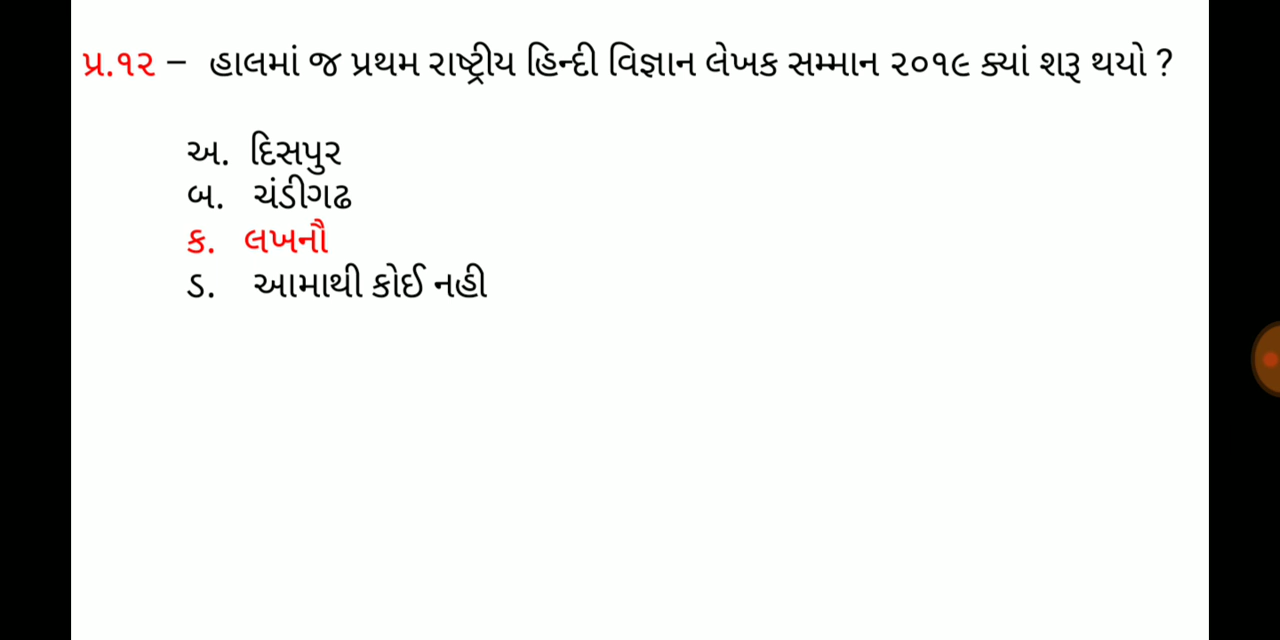 પ્ર.૧૨ – હાલમાં જ પ્રથમ રાષ્ટ્રીય હિન્દી વિજ્ઞાન લેખક સમ્માન ૨૦૧૯ ક્યાં શરૂ થયો ?
અ. દિસપુર
બ. ચંડીગઢ
ક. લખનૌ
ડ. આમાથી કોઈ નહી